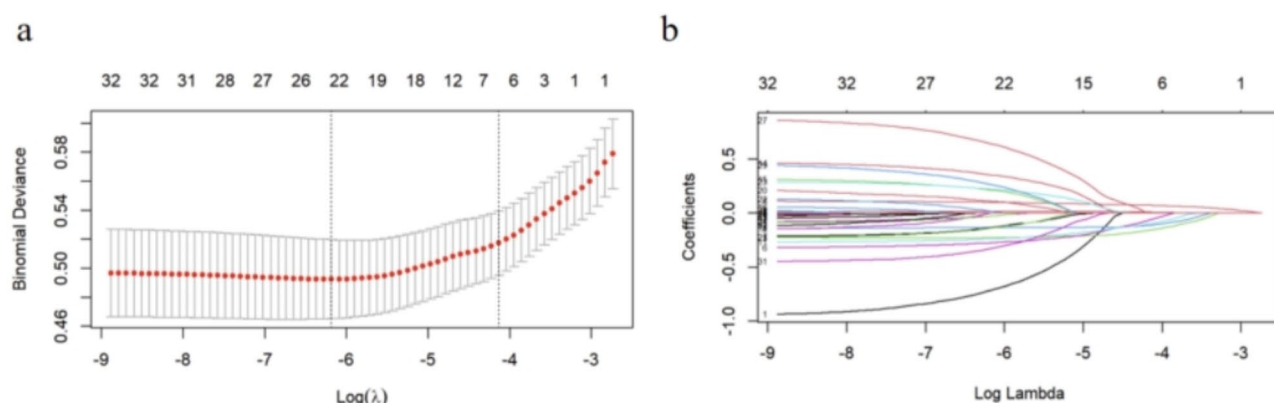 a
32 32 31 28 27 26 22 19 18 12 7 6 3 1 1
Binomial Deviance
0.58
0.54
0.50
0.46
-9 -8 -7 -6 -5 -4 -3
Log(λ)
b
32 32 27 22 15 6 1
Coefficients
0.5
0.0
-0.5
-1.0
27
31
1
-9 -8 -7 -6 -5 -4 -3
Log Lambda